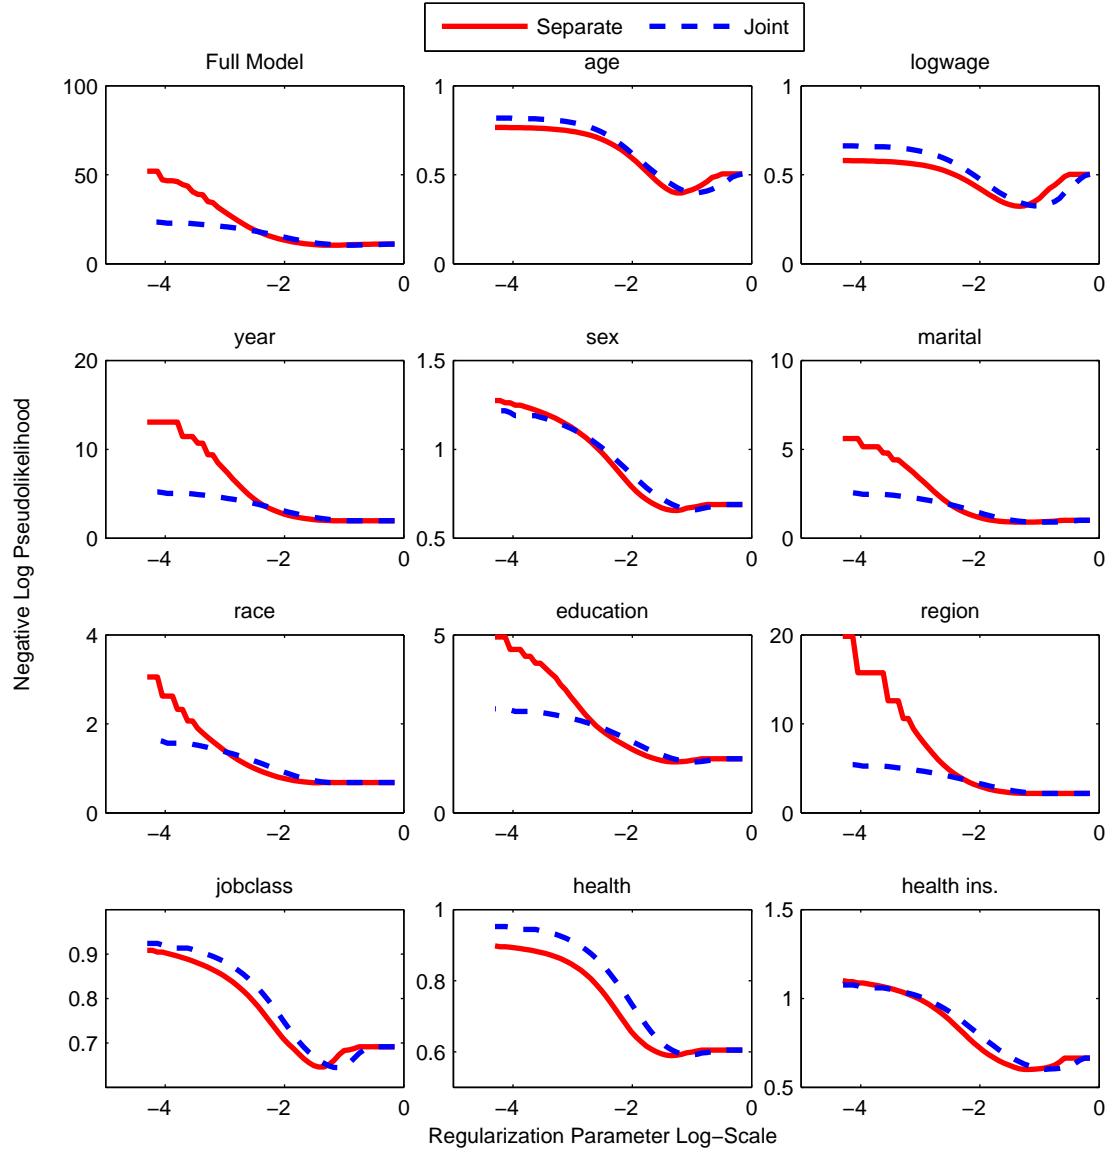 Separate Joint
Full Model age logwage
100 1 1
50 0.5 0.5
0 0 0
−4 −2 0 −4 −2 0 −4 −2 0
year sex marital
20 1.5 10
10 1 5
0 0.5 0
−4 −2 0 −4 −2 0 −4 −2 0
Negative Log Pseudolikelihood
race education region
4 5 20
2 10
0 0 0
−4 −2 0 −4 −2 0 −4 −2 0
jobclass health health ins.
1 1.5
0.9
0.8 0.8 1
0.7
0.6 0.5
−4 −2 0 −4 −2 0 −4 −2 0
Regularization Parameter Log−Scale